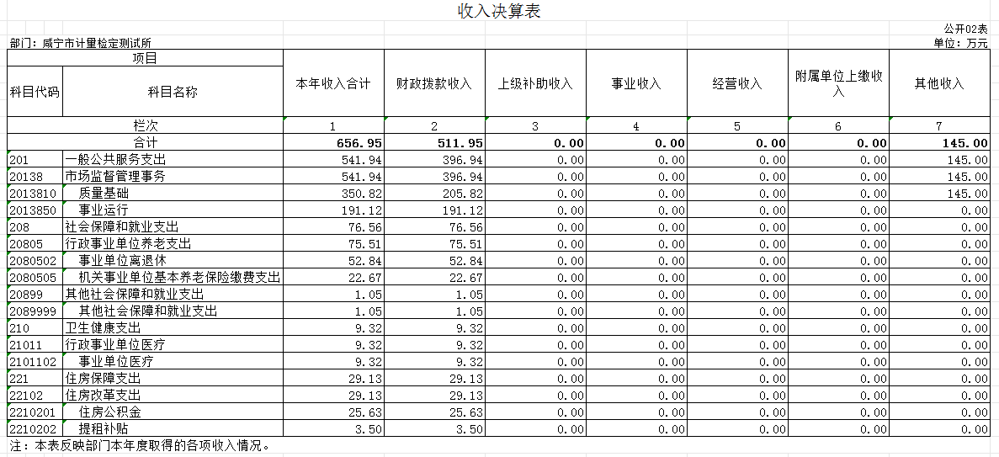 收入决算表
公开02表
部门：咸宁市计量检定测试所 单位：万元
项目 本年收入合计 财政拨款收入 上级补助收入 事业收入 经营收入 附属单位上缴收入 其他收入
科目代码 科目名称
栏次 1 2 3 4 5 6 7
合计 656.95 511.95 0.00 0.00 0.00 0.00 145.00
201 一般公共服务支出 541.94 396.94 0.00 0.00 0.00 0.00 145.00
20138 市场监督管理事务 541.94 396.94 0.00 0.00 0.00 0.00 145.00
2013810 质量基础 350.82 205.82 0.00 0.00 0.00 0.00 145.00
2013850 事业运行 191.12 191.12 0.00 0.00 0.00 0.00 0.00
208 社会保障和就业支出 76.56 76.56 0.00 0.00 0.00 0.00 0.00
20805 行政事业单位养老支出 75.51 75.51 0.00 0.00 0.00 0.00 0.00
2080502 事业单位离退休 52.84 52.84 0.00 0.00 0.00 0.00 0.00
2080505 机关事业单位基本养老保险缴费支出 22.67 22.67 0.00 0.00 0.00 0.00 0.00
20899 其他社会保障和就业支出 1.05 1.05 0.00 0.00 0.00 0.00 0.00
2089999 其他社会保障和就业支出 1.05 1.05 0.00 0.00 0.00 0.00 0.00
210 卫生健康支出 9.32 9.32 0.00 0.00 0.00 0.00 0.00
21011 行政事业单位医疗 9.32 9.32 0.00 0.00 0.00 0.00 0.00
2101102 事业单位医疗 9.32 9.32 0.00 0.00 0.00 0.00 0.00
221 住房保障支出 29.13 29.13 0.00 0.00 0.00 0.00 0.00
22102 住房改革支出 29.13 29.13 0.00 0.00 0.00 0.00 0.00
2210201 住房公积金 25.63 25.63 0.00 0.00 0.00 0.00 0.00
2210202 提租补贴 3.50 3.50 0.00 0.00 0.00 0.00 0.00
注：本表反映部门本年度取得的各项收入情况。